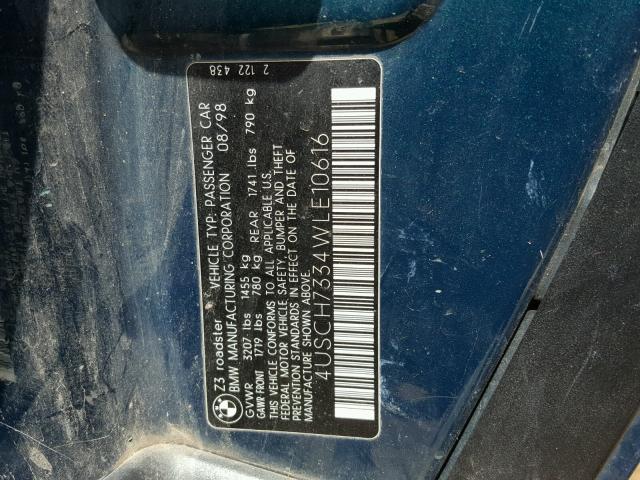 Z3 roadster VEHICLE TYP: PASSENGER CAR
BMW MANUFACTURING CORPORATION 08/98
GVWR 3207 lbs 1455 kg
GAWR-FRONT 1719 lbs 780 kg REAR 1741 lbs 790 kg
THIS VEHICLE CONFORMS TO ALL APPLICABLE U.S.
FEDERAL MOTOR VEHICLE SAFETY, BUMPER AND THEFT
PREVENTION STANDARDS IN EFFECT ON THE DATE OF
MANUFACTURE SHOWN ABOVE.
4USCH7334WLE10616
2 122 438